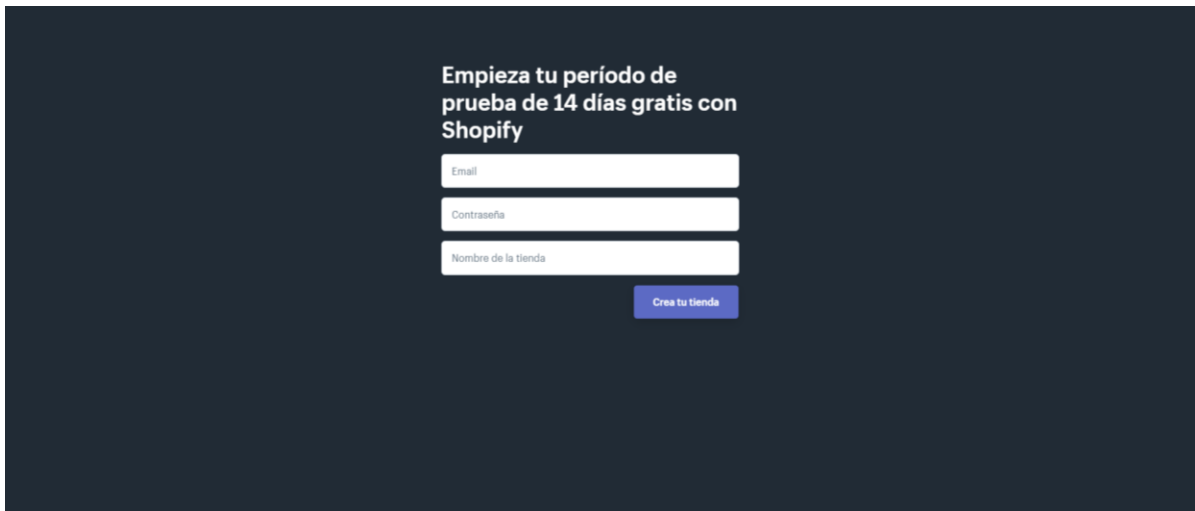 Empieza tu período de
prueba de 14 días gratis con
Shopify
Email
Contraseña
Nombre de la tienda
Crea tu tienda